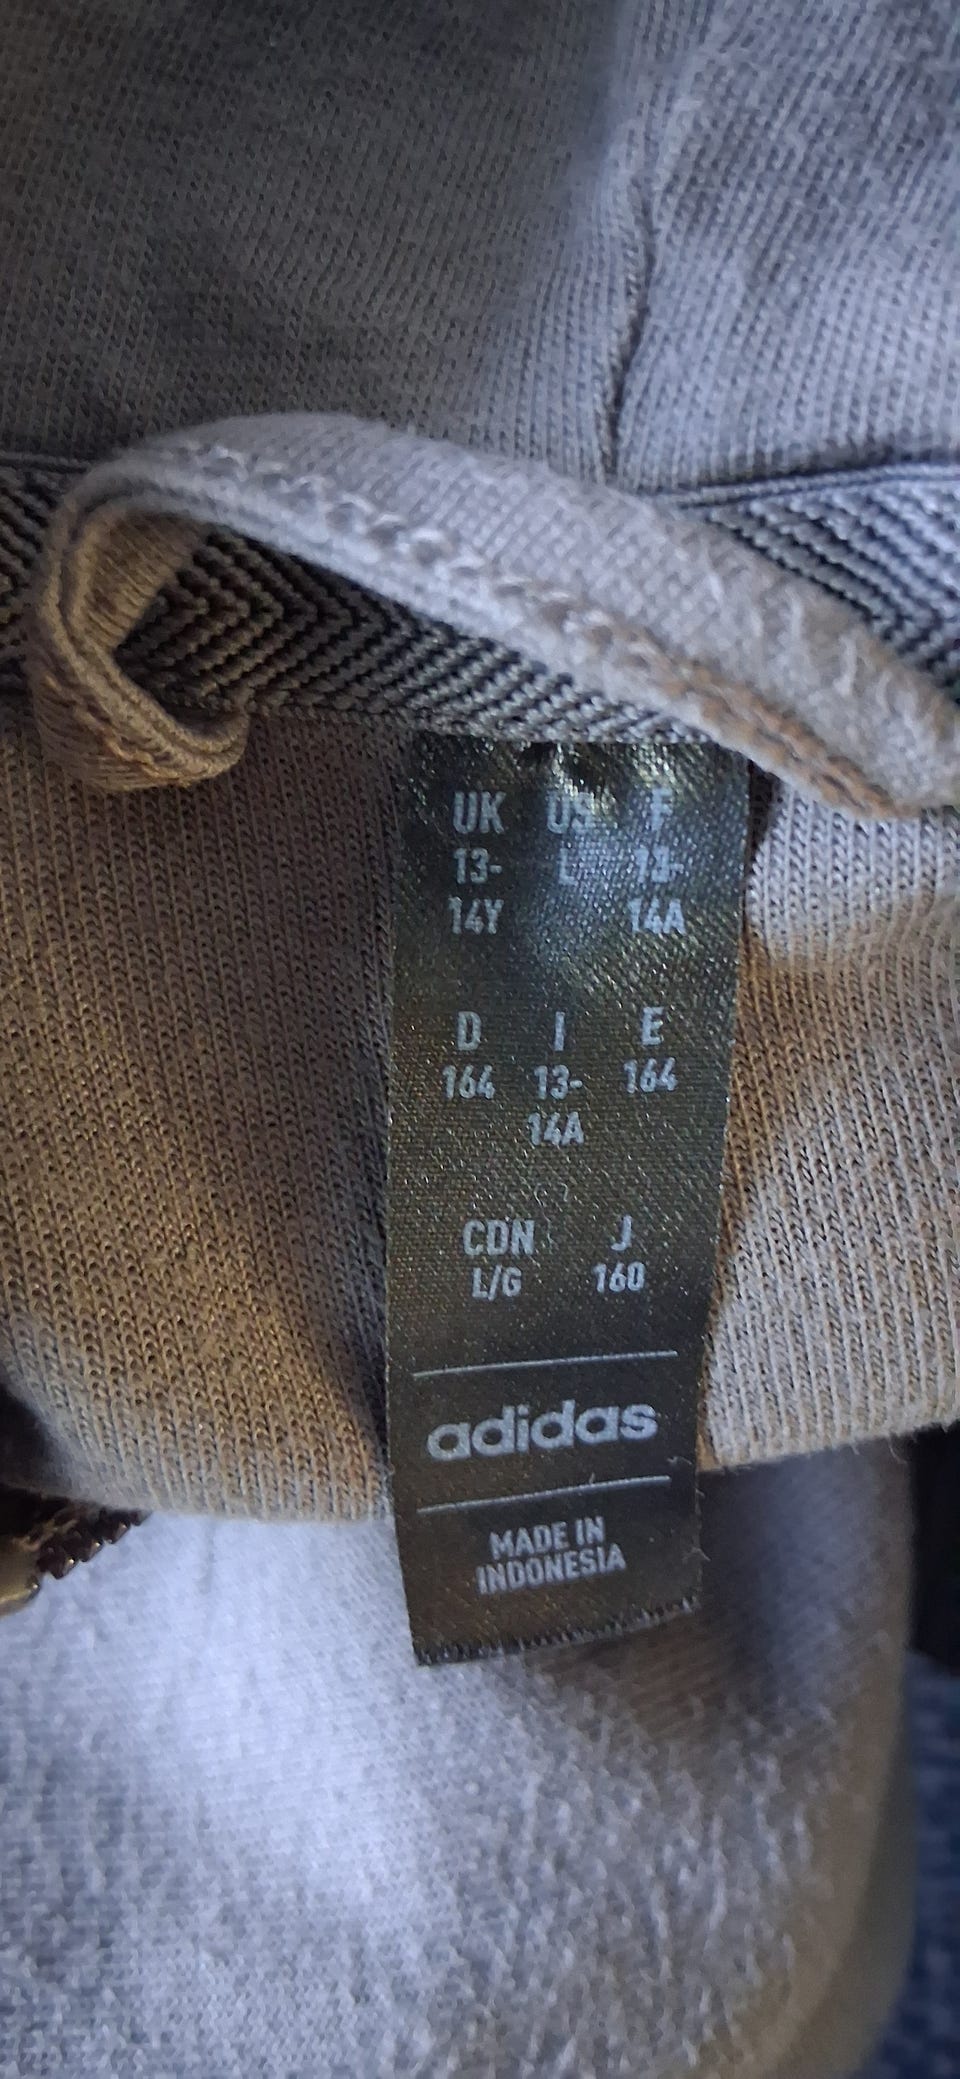 UK US F
13- L 13-
14Y 14A
D I E
164 13- 164
14A
CDN J
L/G 160
adidas
MADE IN
INDONESIA